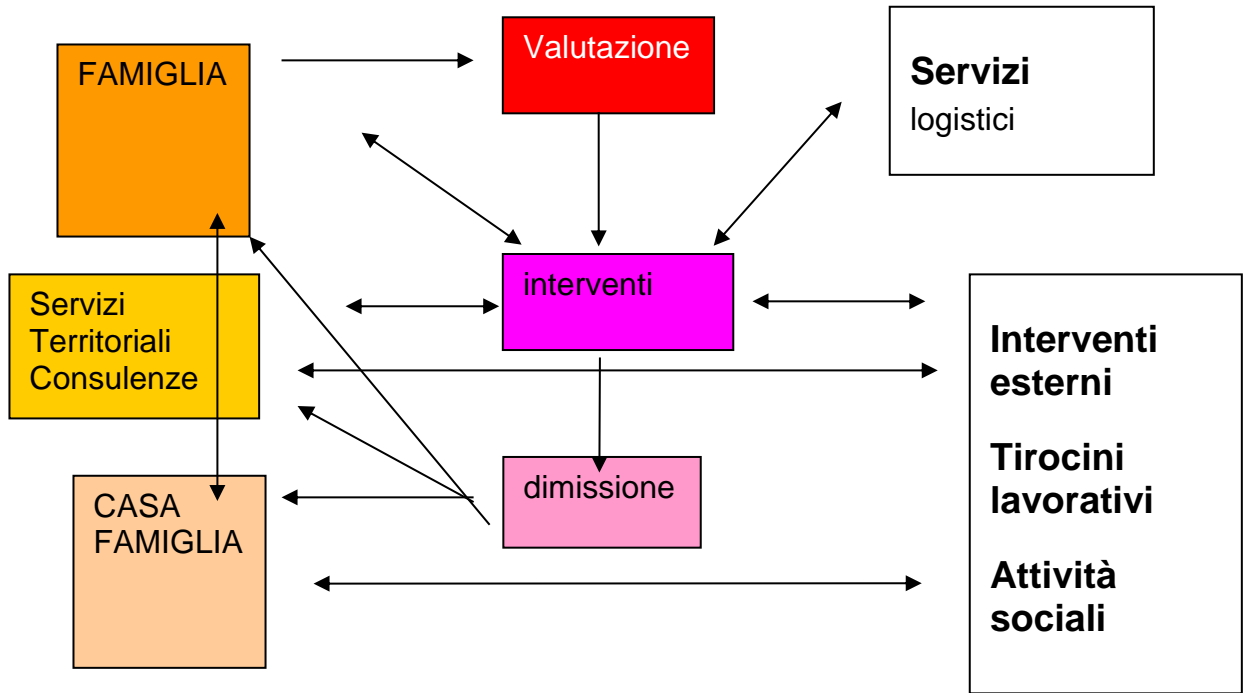 FAMIGLIA
Valutazione
Servizi
logistici
Servizi
Territoriali
Consulenze
interventi
Interventi
esterni
Tirocini
lavorativi
Attività
sociali
CASA
FAMIGLIA
dimissione